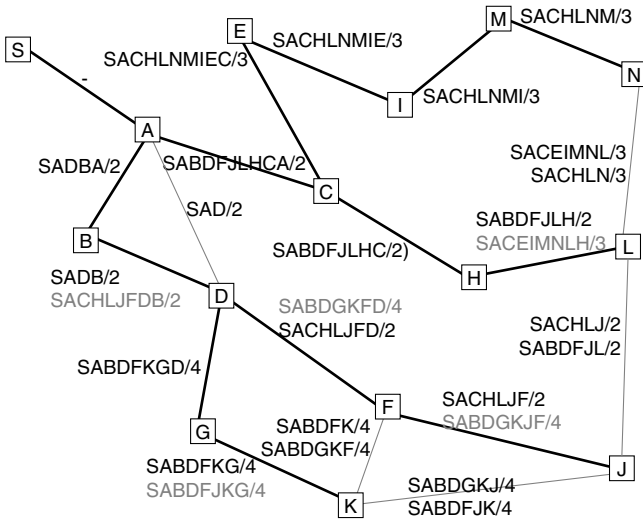 M
SACHLNM/3
E
SACHLNMIE/3
S
SACHLNMIEC/3
N
-
I
SACHLNMI/3
A
SADBA/2
SABDFJLHCA/2
SACEIMNL/3
SACHLN/3
C
SAD/2
SABDFJLH/2
SACEIMNLH/3
B
SABDFJLHC/2)
L
H
SADB/2
SACHLJFDB/2
D
SABDGKFD/4
SACHLJFD/2
SACHLJ/2
SABDFJL/2
SABDFKGD/4
SACHLJF/2
SABDGKJF/4
F
SABDFK/4
SABDGKF/4
G
SABDFKG/4
SABDFJKG/4
J
SABDGKJ/4
SABDFJK/4
K